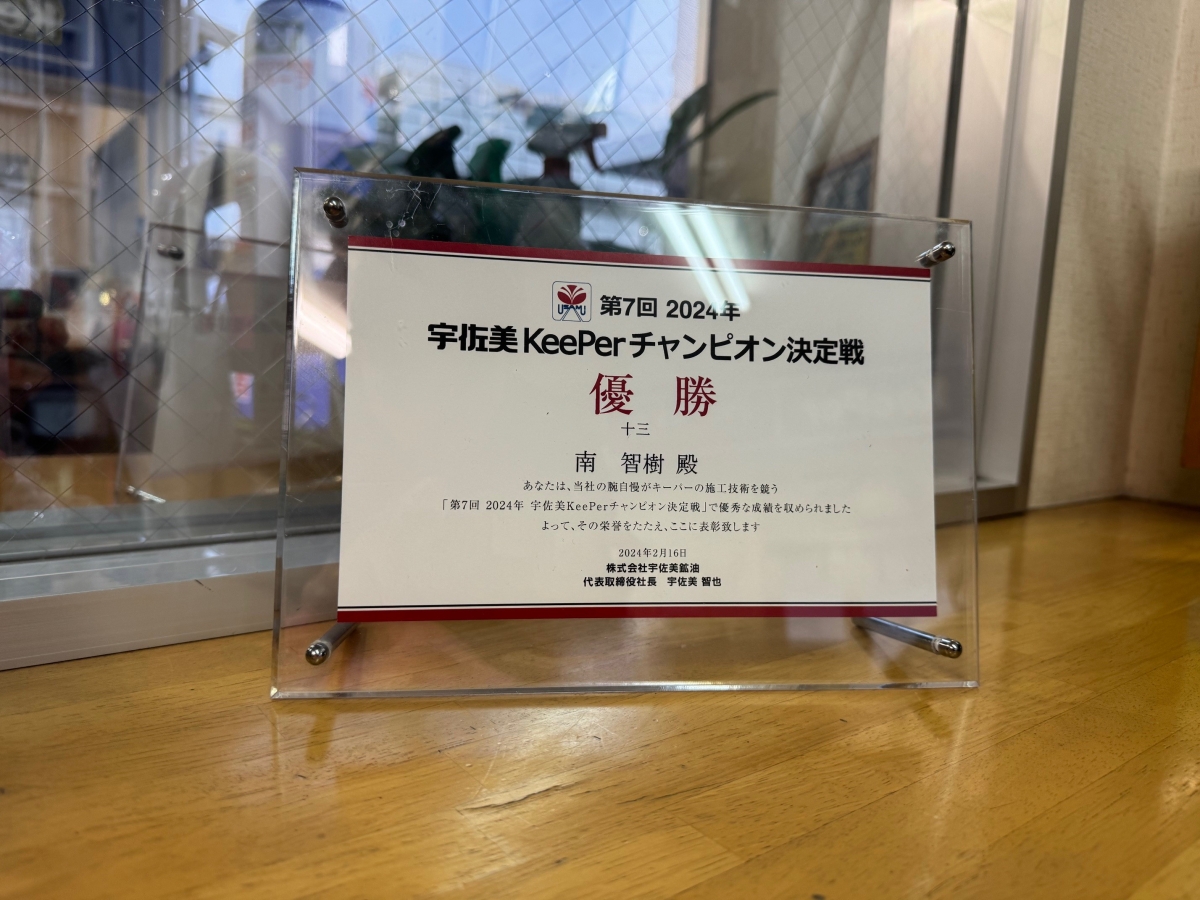 USAMI 第7回 2024年
宇佐美KeePerチャンピオン決定戦
優 勝
十三
南 智樹 殿
あなたは、当社の腕自慢がキーパーの施工技術を競う
「第7回 2024年 宇佐美KeePerチャンピオン決定戦」で優秀な成績を収められました
よって、その栄誉をたたえ、ここに表彰致します
2024年2月16日
株式会社宇佐美鉱油
代表取締役社長 宇佐美 智也